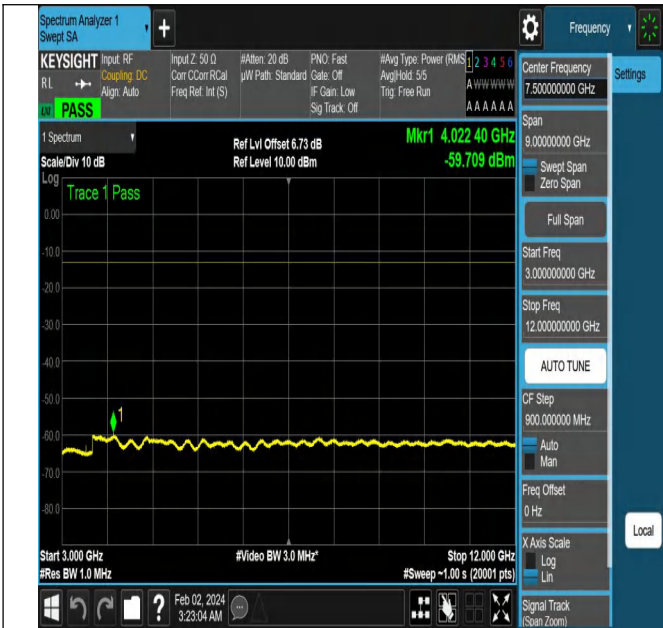 Spectrum Analyzer 1
Swept SA
Frequency
KEYSIGHT
RL
Input: RF
Coupling: DC
Align: Auto
Input Z: 50 Ω
Corr CCorr RCal
Freq Ref: Int (S)
#Atten: 20 dB
µW Path: Standard
PNO: Fast
Gate: Off
IF Gain: Low
Sig Track: Off
#Avg Type: Power (RMS
Avg|Hold: 5/5
Trig: Free Run
1 2 3 4 5 6
A W W W W W
A A A A A A
PASS
1 Spectrum
Scale/Div 10 dB
Ref Lvl Offset 6.73 dB
Ref Level 10.00 dBm
Mkr1 4.022 40 GHz
-59.709 dBm
Log
Trace 1 Pass
0.00
-10.0
-20.0
-30.0
-40.0
-50.0
-60.0
-70.0
-80.0
1
Start 3.000 GHz
#Res BW 1.0 MHz
#Video BW 3.0 MHz*
Stop 12.000 GHz
#Sweep ~1.00 s (20001 pts)
Feb 02, 2024
3:23:04 AM
Center Frequency
7.500000000 GHz
Settings
Span
9.00000000 GHz
Swept Span
Zero Span
Full Span
Start Freq
3.000000000 GHz
Stop Freq
12.000000000 GHz
AUTO TUNE
CF Step
900.000000 MHz
Auto
Man
Freq Offset
0 Hz
X Axis Scale
Log
Lin
Local
Signal Track
(Span Zoom)